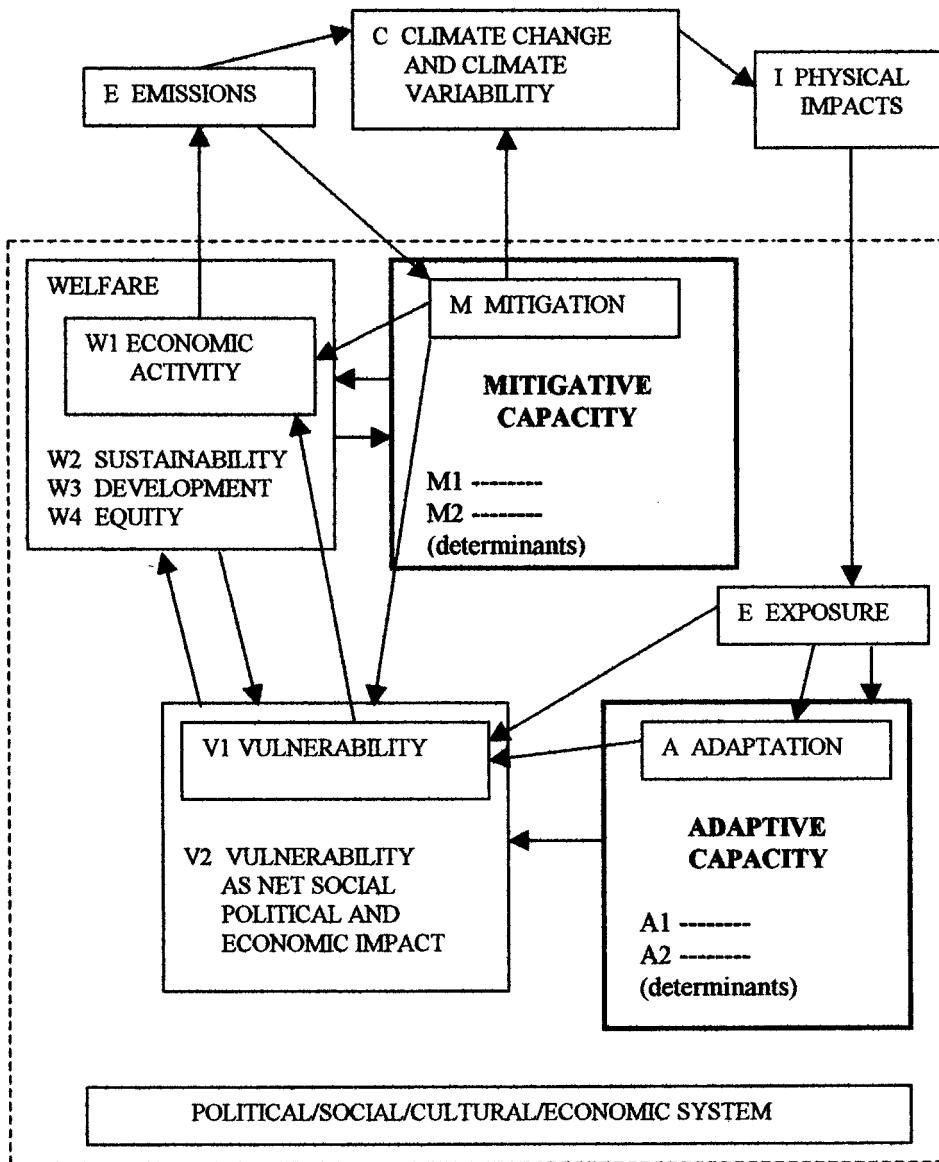 C CLIMATE CHANGE
AND CLIMATE
VARIABILITY
E EMISSIONS
I PHYSICAL
IMPACTS
WELFARE
W1 ECONOMIC
ACTIVITY
W2 SUSTAINABILITY
W3 DEVELOPMENT
W4 EQUITY
M MITIGATION
MITIGATIVE
CAPACITY
M1 --------
M2 --------
(determinants)
E EXPOSURE
V1 VULNERABILITY
V2 VULNERABILITY
AS NET SOCIAL
POLITICAL AND
ECONOMIC IMPACT
A ADAPTATION
ADAPTIVE
CAPACITY
A1 --------
A2 --------
(determinants)
POLITICAL/SOCIAL/CULTURAL/ECONOMIC SYSTEM